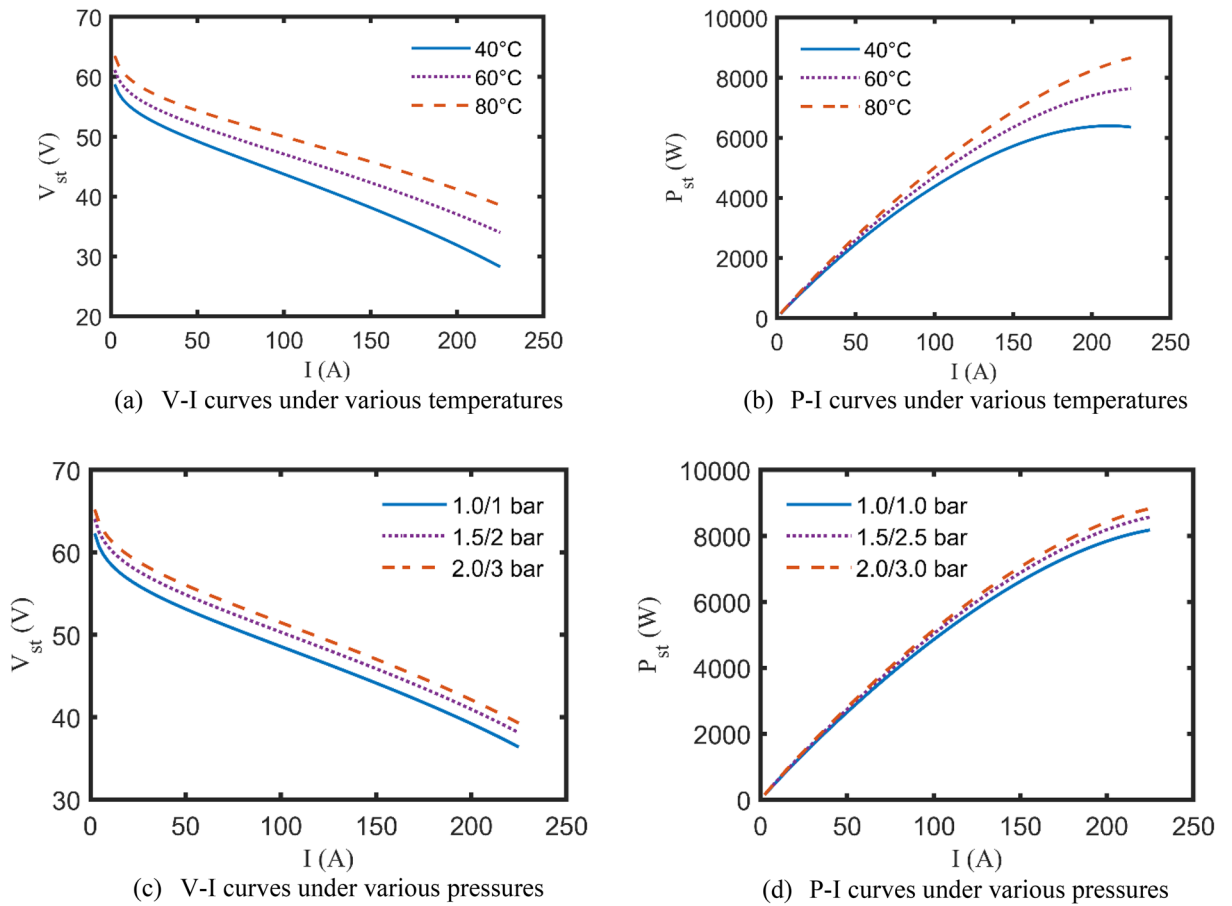 70
60
50
40
30
20
0 50 100 150 200 250
V_st (V)
I (A)
40°C
60°C
80°C
(a) V-I curves under various temperatures
10000
8000
6000
4000
2000
0
0 50 100 150 200 250
P_st (W)
I (A)
40°C
60°C
80°C
(b) P-I curves under various temperatures
70
60
50
40
30
0 50 100 150 200 250
V_st (V)
I (A)
1.0/1 bar
1.5/2 bar
2.0/3 bar
(c) V-I curves under various pressures
10000
8000
6000
4000
2000
0
0 50 100 150 200 250
P_st (W)
I (A)
1.0/1.0 bar
1.5/2.5 bar
2.0/3.0 bar
(d) P-I curves under various pressures